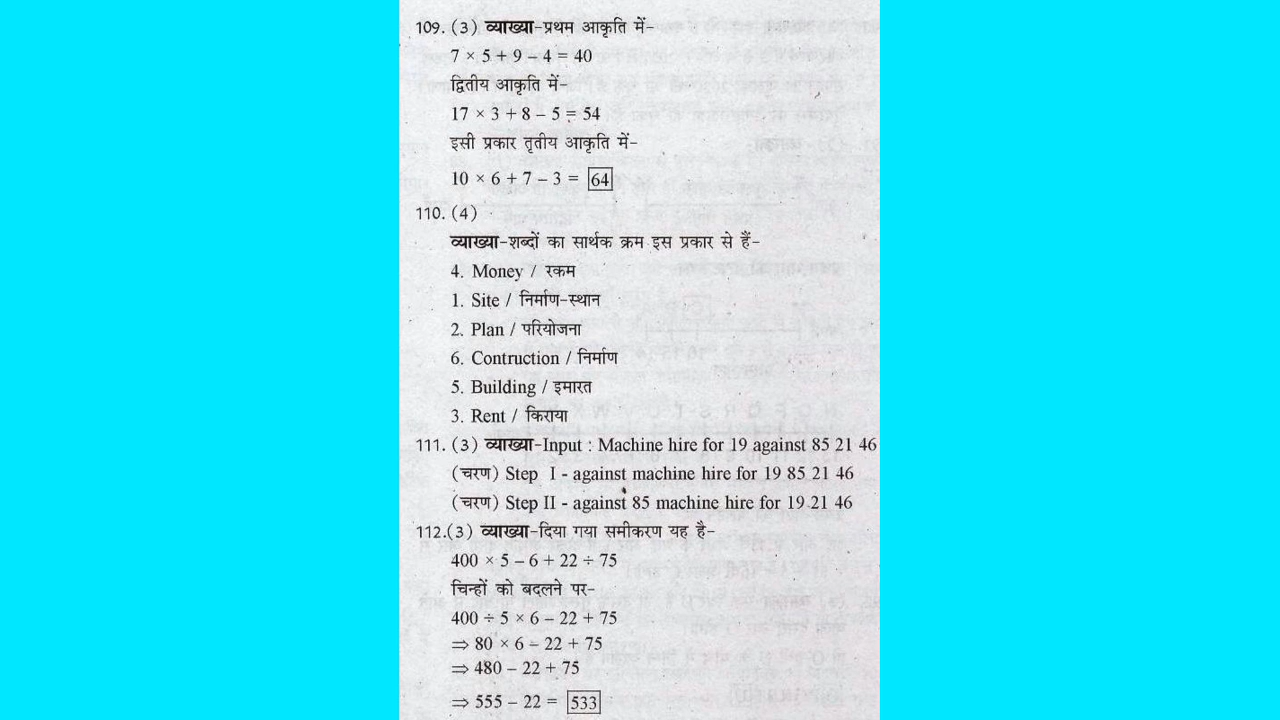 109. (3) व्याख्या-प्रथम आकृति में-
7 × 5 + 9 – 4 = 40
द्वितीय आकृति में-
17 × 3 + 8 – 5 = 54
इसी प्रकार तृतीय आकृति में-
10 × 6 + 7 – 3 = 64
110. (4)
व्याख्या-शब्दों का सार्थक क्रम इस प्रकार से हैं-
4. Money / रकम
1. Site / निर्माण-स्थान
2. Plan / परियोजना
6. Contruction / निर्माण
5. Building / इमारत
3. Rent / किराया
111. (3) व्याख्या-Input : Machine hire for 19 against 85 21 46
(चरण) Step I - against machine hire for 19 85 21 46
(चरण) Step II - against 85 machine hire for 19 21 46
112.(3) व्याख्या-दिया गया समीकरण यह है-
400 × 5 – 6 + 22 ÷ 75
चिन्हों को बदलने पर-
400 ÷ 5 × 6 – 22 + 75
⇒ 80 × 6 – 22 + 75
⇒ 480 – 22 + 75
⇒ 555 – 22 = 533